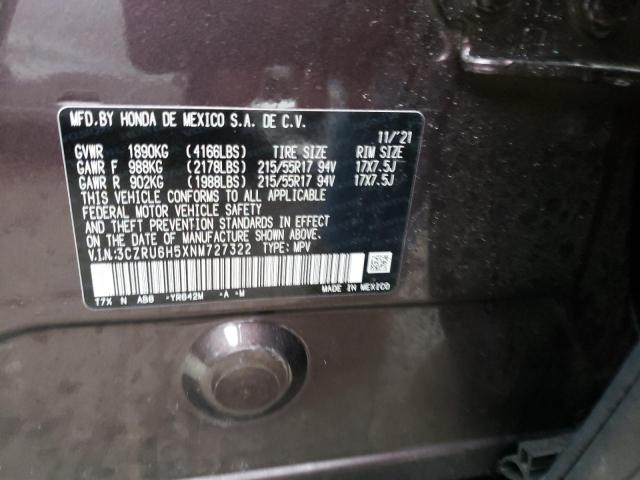 MFD.BY HONDA DE MEXICO S.A. DE C.V.
11/'21
GVWR 1890KG (4166LBS) TIRE SIZE RIM SIZE
GAWR F 988KG (2178LBS) 215/55R17 94V 17X7.5J
GAWR R 902KG (1988LBS) 215/55R17 94V 17X7.5J
THIS VEHICLE CONFORMS TO ALL APPLICABLE
FEDERAL MOTOR VEHICLE SAFETY
AND THEFT PREVENTION STANDARDS IN EFFECT
ON DATE OF MANUFACTURE SHOWN ABOVE.
V.I.N:3CZRU6H5XNM727322 TYPE: MPV
T7X N ABB -YR642M -A -M
MADE IN MEXICO